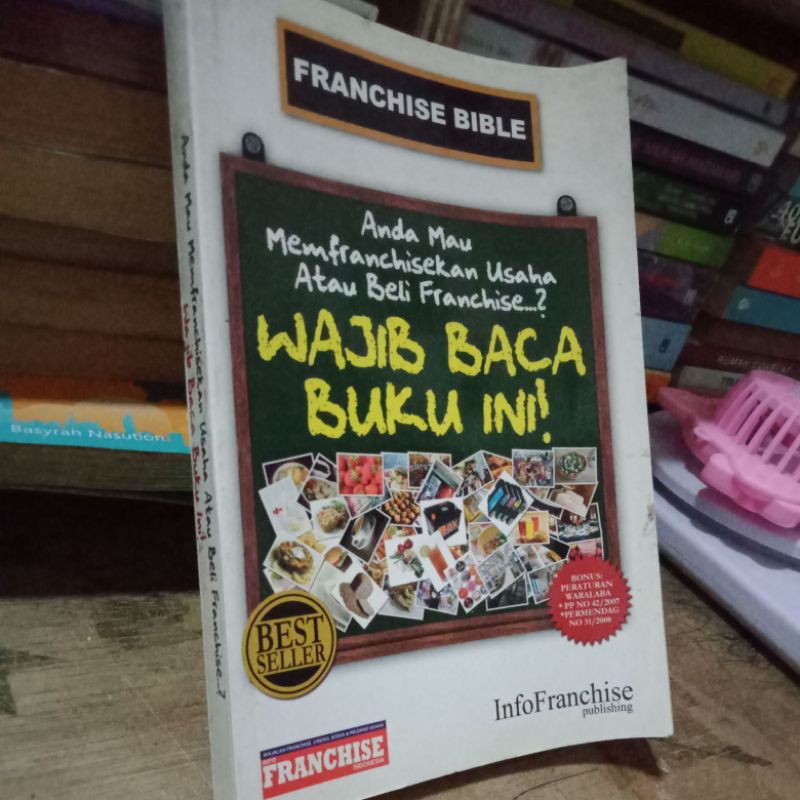 FRANCHISE BIBLE
Anda Mau
Memfranchisekan Usaha
Atau Beli Franchise...?
WAJIB BACA
BUKU INI!
BONUS:
PERATURAN
WARALABA
*PP NO 42/2007
*PERMENDAG
NO 31/2008
BEST
SELLER
InfoFranchise
publishing
INFO
FRANCHISE
INDONESIA
Anda Mau Memfranchisekan Usaha Atau Beli Franchise...?
Wajib Baca Buku Ini!
Basyrah Nasution